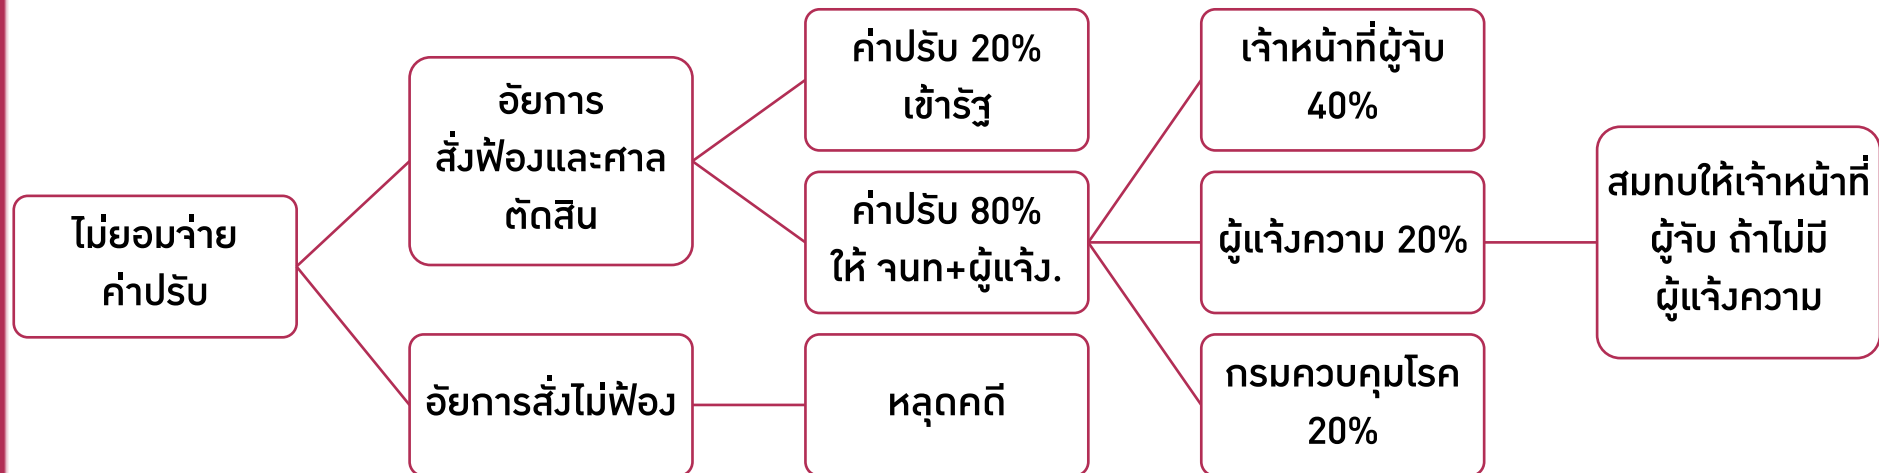 ไม่ยอมจ่าย
ค่าปรับ
อัยการ
สั่งฟ้องและศาล
ตัดสิน
อัยการสั่งไม่ฟ้อง
ค่าปรับ 20%
เข้ารัฐ
ค่าปรับ 80%
ให้ จนท+ผู้แจ้ง.
หลุดคดี
เจ้าหน้าที่ผู้จับ
40%
ผู้แจ้งความ 20%
กรมควบคุมโรค
20%
สมทบให้เจ้าหน้าที่
ผู้จับ ถ้าไม่มี
ผู้แจ้งความ